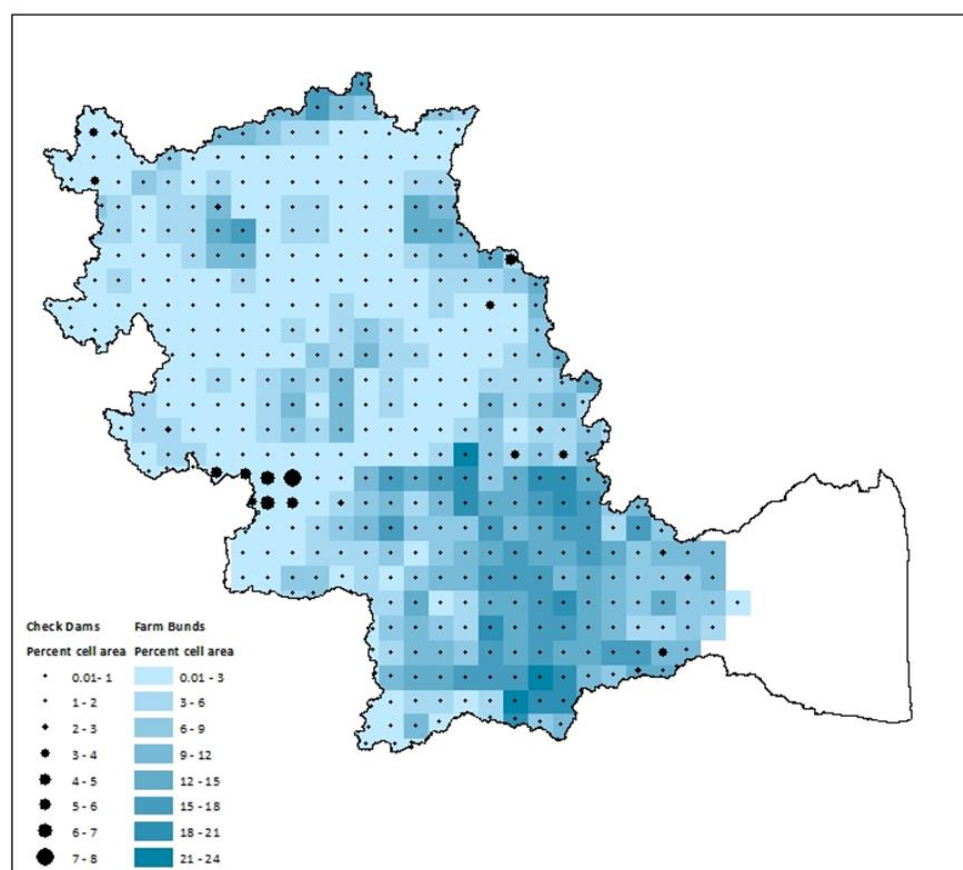 Check Dams Farm Bunds
Percent cell area Percent cell area
0.01- 1 0.01 - 3
1 - 2 3 - 6
2 - 3 6 - 9
3 - 4 9 - 12
4 - 5 12 - 15
5 - 6 15 - 18
6 - 7 18 - 21
7 - 8 21 - 24